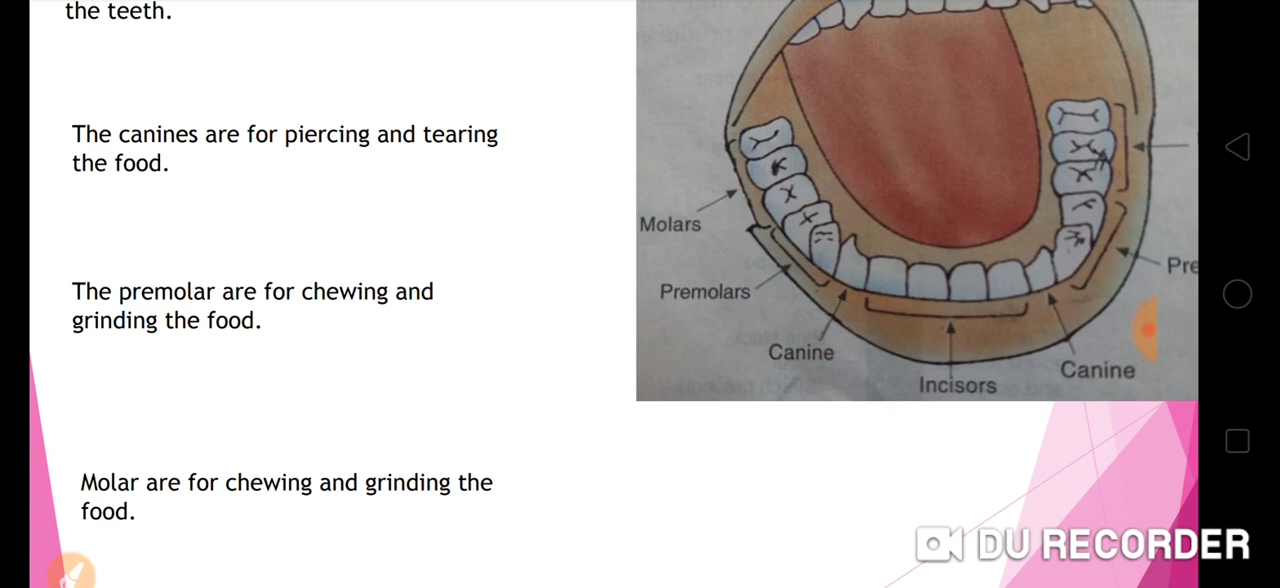 the teeth.
The canines are for piercing and tearing
the food.
The premolar are for chewing and
grinding the food.
Molar are for chewing and grinding the
food.
Molars
Premolars
Canine
Incisors
Canine
Pre
DU RECORDER